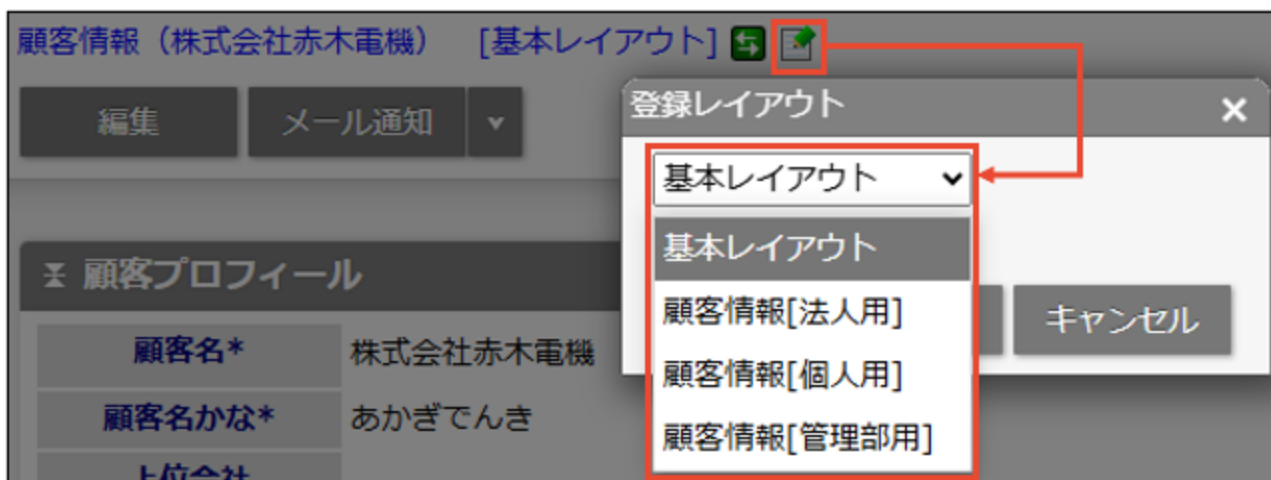 顧客情報（株式会社赤木電機） [基本レイアウト]
編集
メール通知
登録レイアウト
基本レイアウト
基本レイアウト
顧客情報[法人用]
顧客情報[個人用]
顧客情報[管理部用]
キャンセル
顧客プロフィール
顧客名* 株式会社赤木電機
顧客名かな* あかぎでんき
上位会社